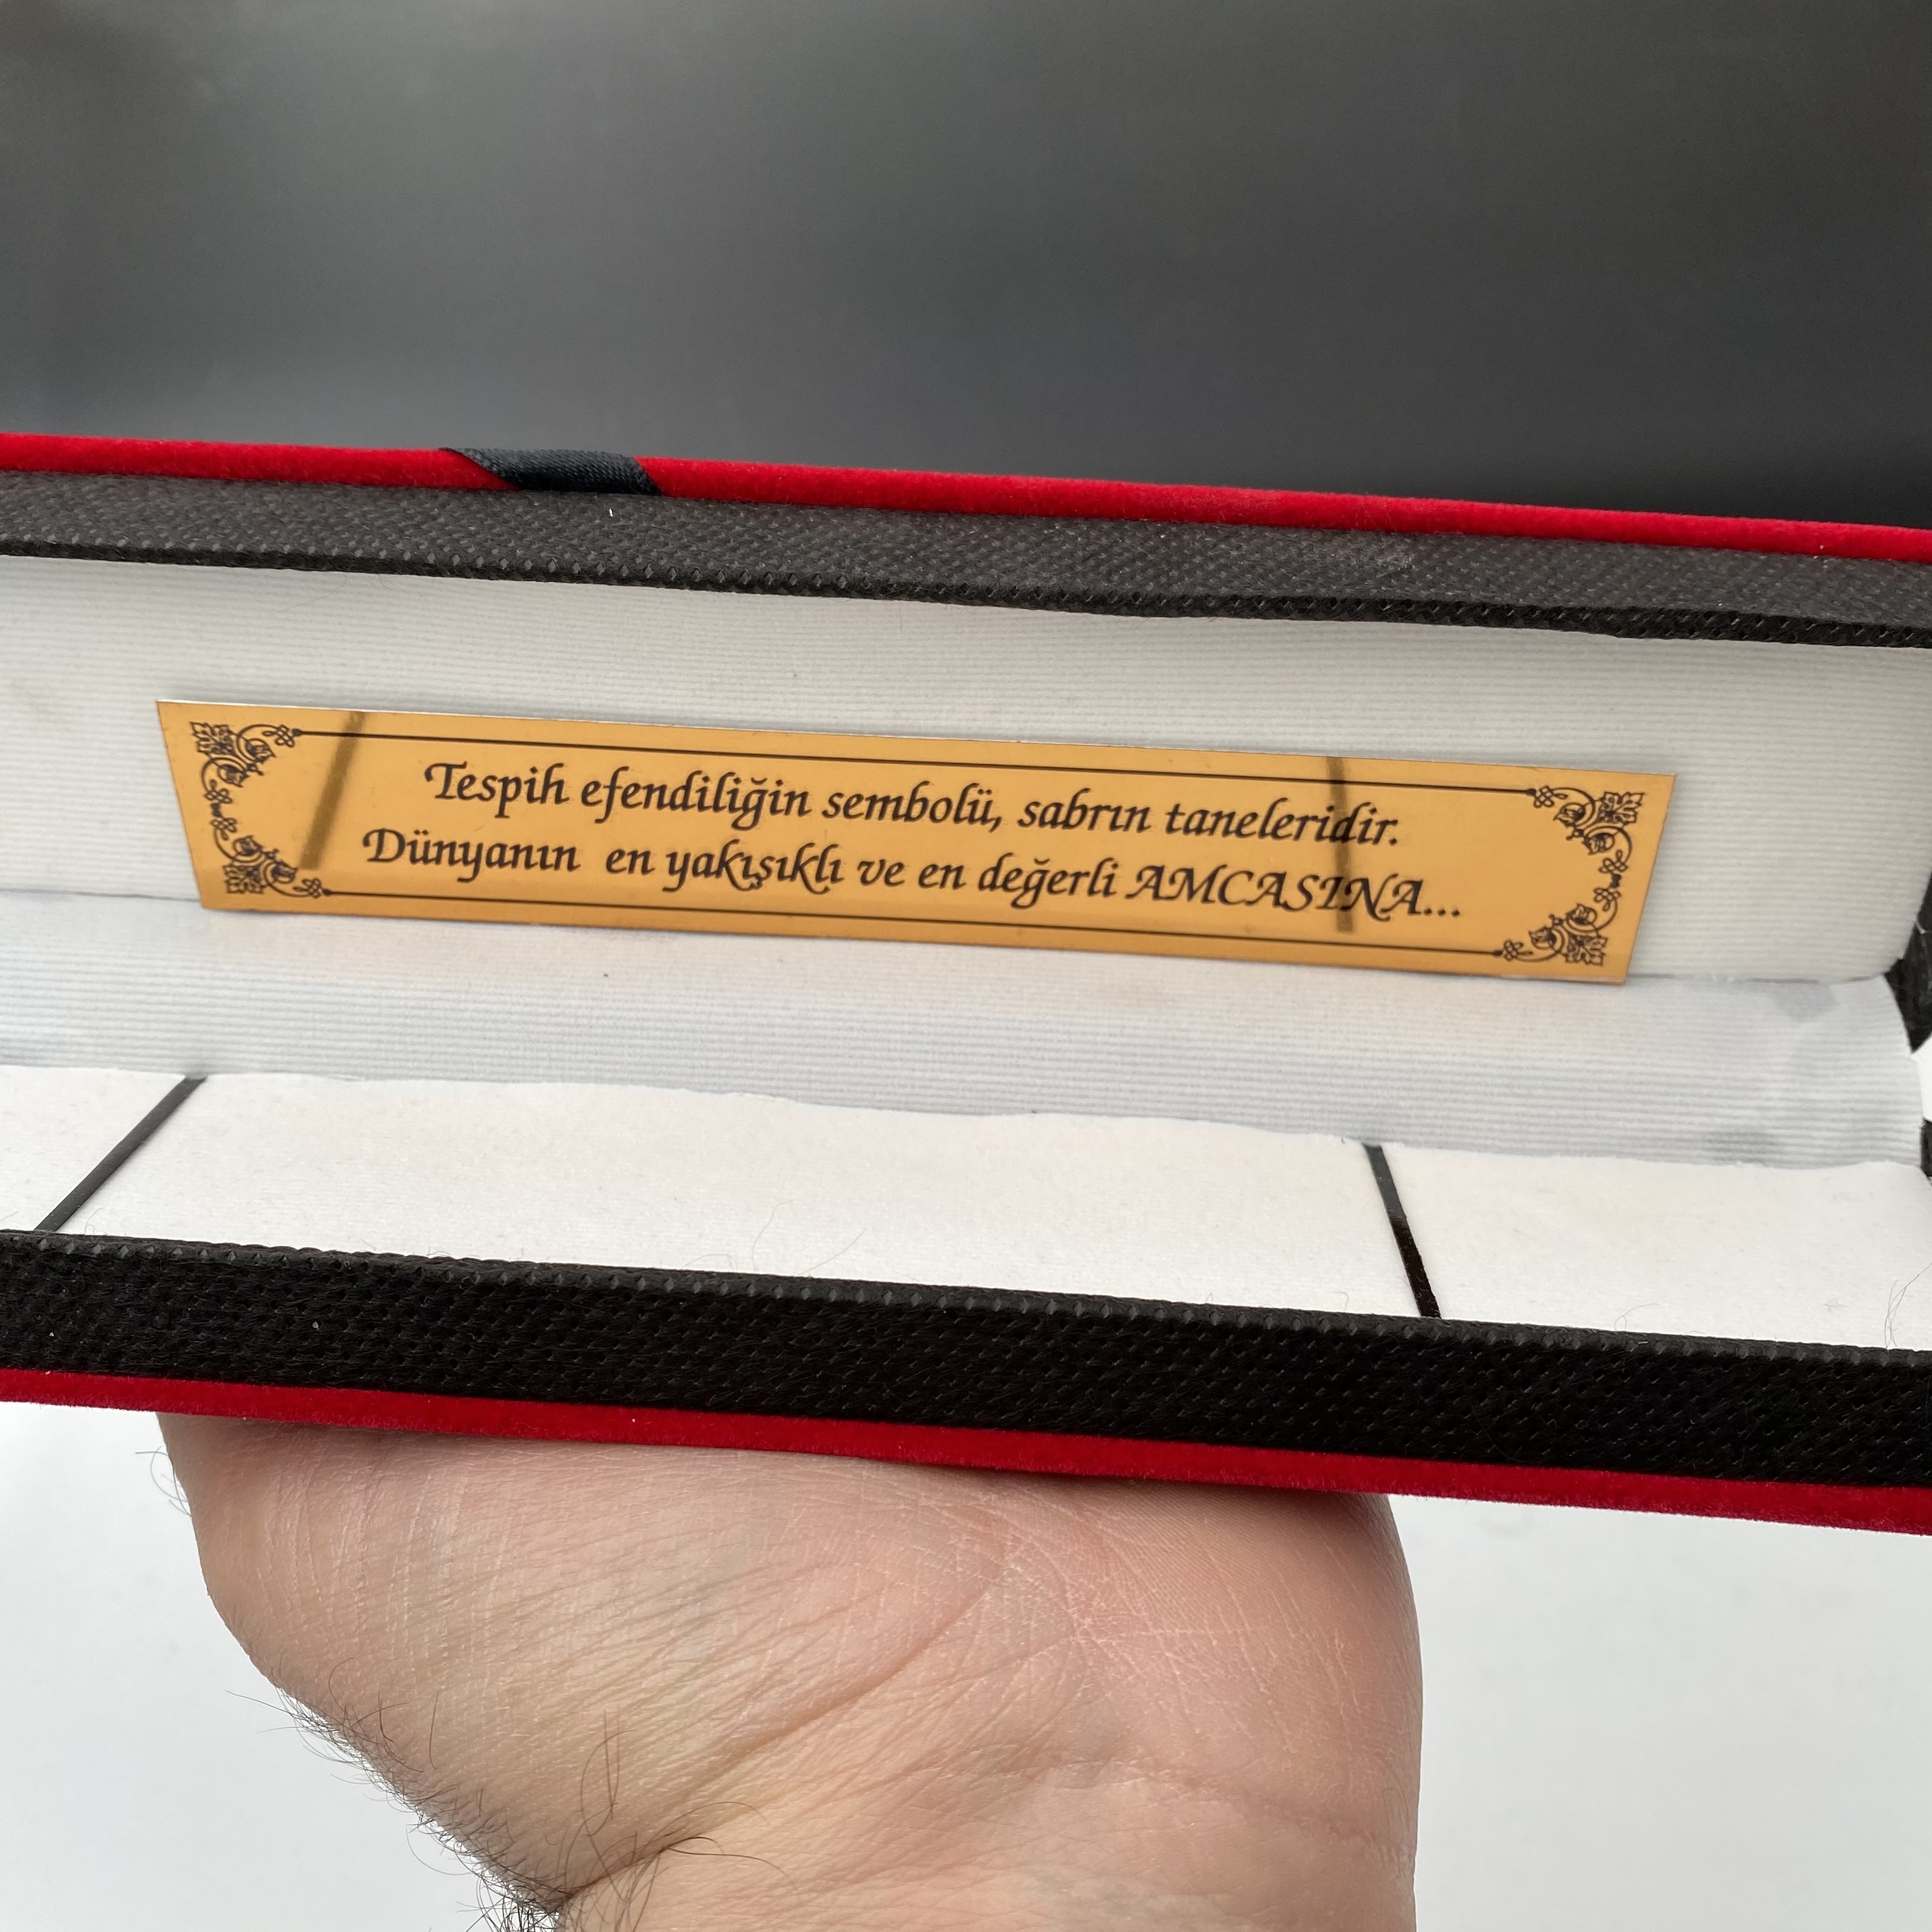 Tespih efendiliğin sembolü, sabrın taneleridir.
Dünyanın en yakışıklı ve en değerli AMCASINA...